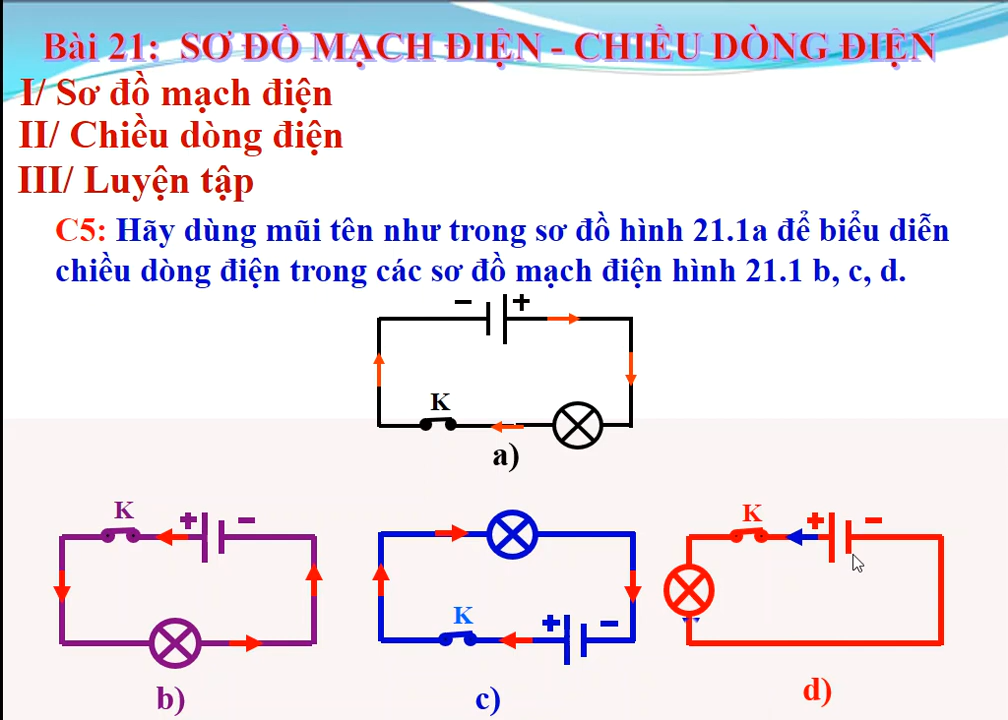 Bài 21: SƠ ĐỒ MẠCH ĐIỆN - CHIỀU DÒNG ĐIỆN
I/ Sơ đồ mạch điện
II/ Chiều dòng điện
III/ Luyện tập
C5: Hãy dùng mũi tên như trong sơ đồ hình 21.1a để biểu diễn
chiều dòng điện trong các sơ đồ mạch điện hình 21.1 b, c, d.
− +
K
a)
K + −
b)
K + −
c)
K + −
d)